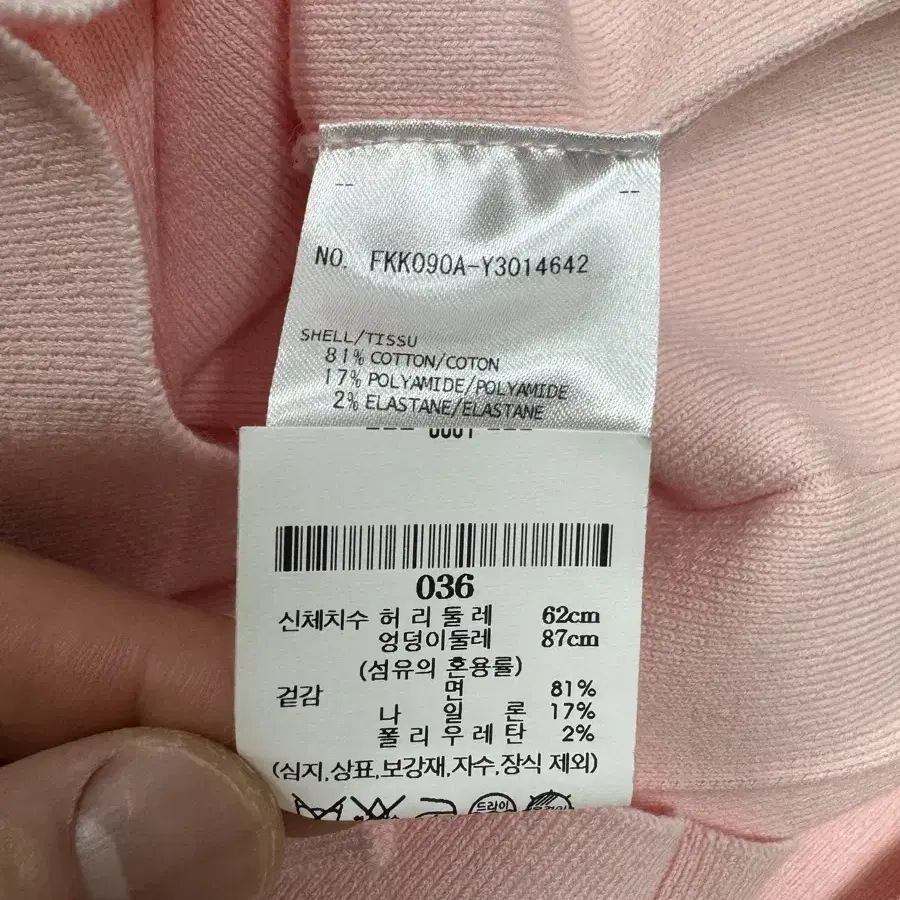 -- --
NO. FKK090A-Y3014642
SHELL/TISSU
81% COTTON/COTON
17% POLYAMIDE/POLYAMIDE
2% ELASTANE/ELASTANE
036
신체치수 허 리 둘 레 62cm
엉덩이둘레 87cm
(섬유의 혼용률)
겉감 면 81%
나 일 론 17%
폴 리 우 레 탄 2%
(심지,상표,보강재,자수,장식 제외)
드라이